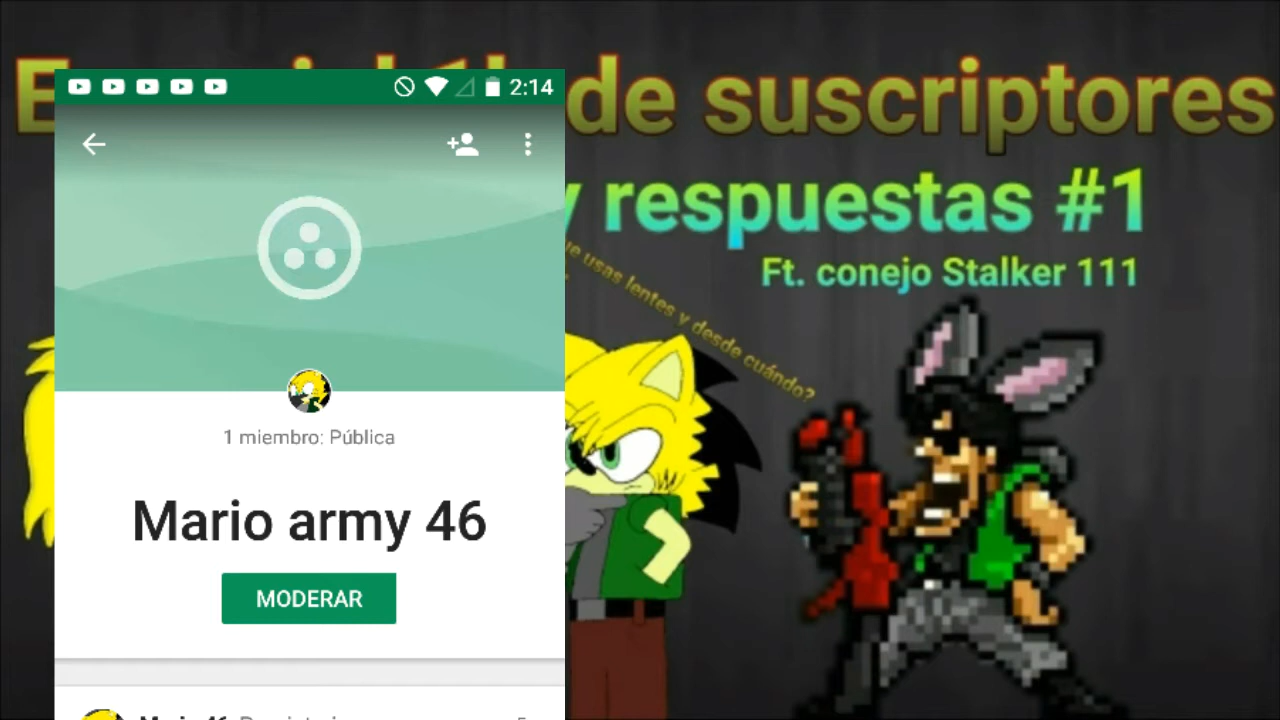 de suscriptores
2:14
y respuestas #1
Ft. conejo Stalker 111
usas lentes y desde cuándo?
1 miembro: Pública
Mario army 46
MODERAR